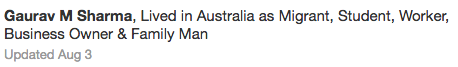 Gaurav M Sharma, Lived in Australia as Migrant, Student, Worker,
Business Owner & Family Man
Updated Aug 3